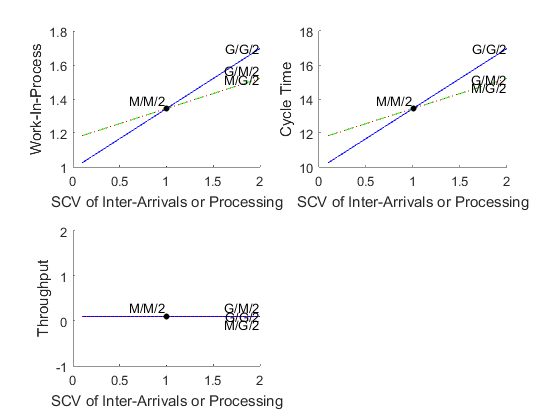 1.8
1.6
1.4
1.2
1
Work-In-Process
G/G/2
G/M/2
M/G/2
M/M/2
0
0.5
1
1.5
2
SCV of Inter-Arrivals or Processing
18
16
14
12
10
Cycle Time
G/G/2
G/M/2
M/G/2
M/M/2
0
0.5
1
1.5
2
SCV of Inter-Arrivals or Processing
2
1
0
-1
Throughput
M/M/2
G/M/2
G/G/2
M/G/2
0
0.5
1
1.5
2
SCV of Inter-Arrivals or Processing